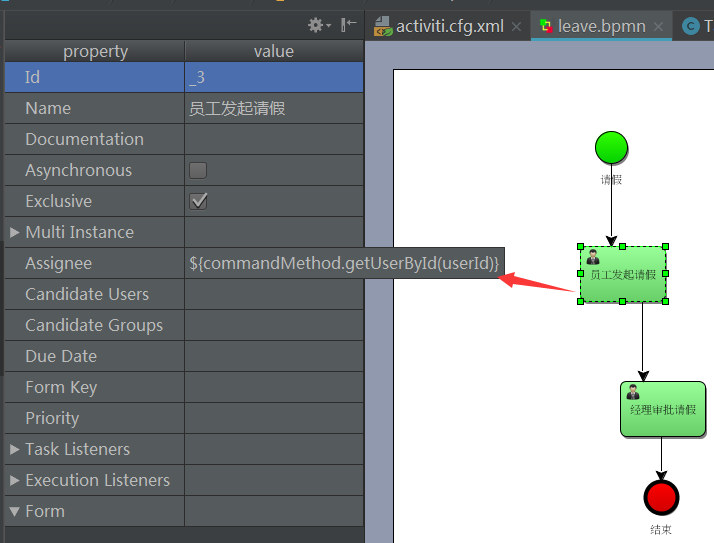 activiti.cfg.xml
leave.bpmn
property value
Id _3
Name 员工发起请假
Documentation
Asynchronous
Exclusive
Multi Instance
Assignee ${commandMethod.getUserById(userId)}
Candidate Users
Candidate Groups
Due Date
Form Key
Priority
Task Listeners
Execution Listeners
Form
请假
员工发起请假
经理审批请假
结束